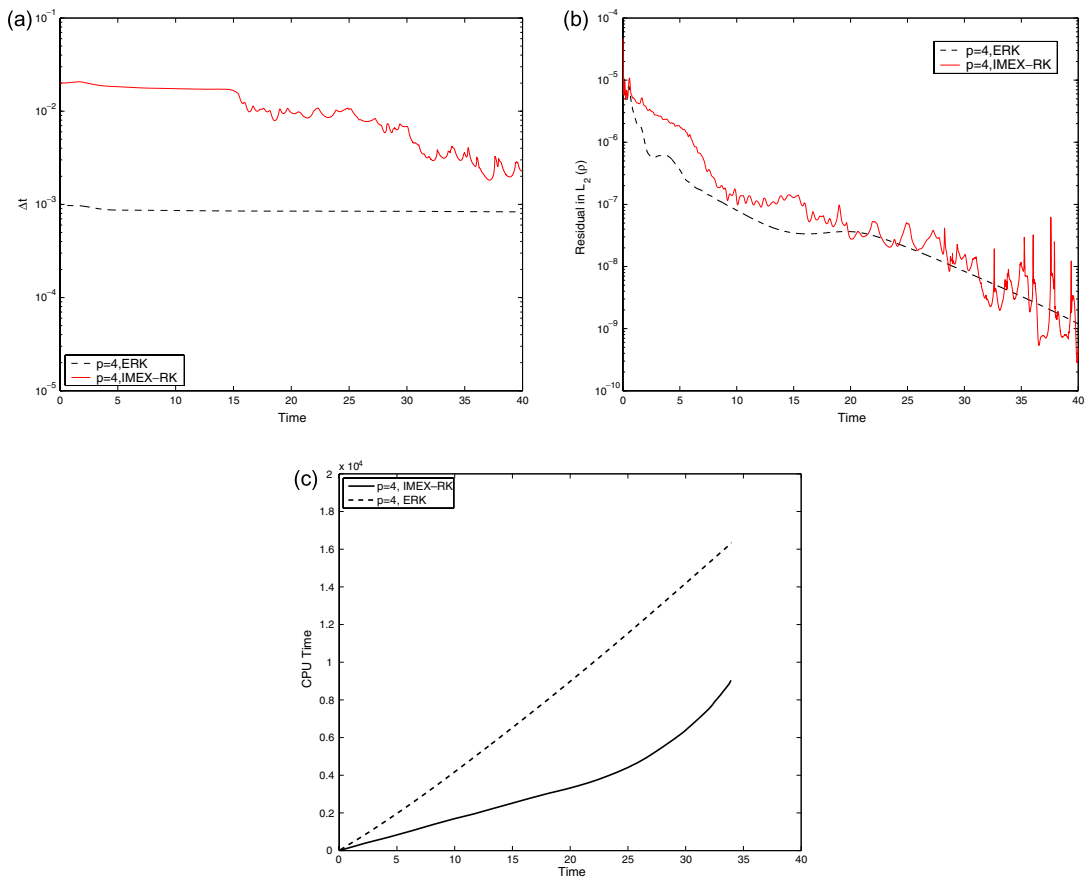 (a)
10⁻¹
10⁻²
10⁻³
10⁻⁴
10⁻⁵
Δt
p=4,ERK
p=4,IMEX−RK
0 5 10 15 20 25 30 35 40
Time
(b)
10⁻⁴
10⁻⁵
10⁻⁶
10⁻⁷
10⁻⁸
10⁻⁹
10⁻¹⁰
Residual in L₂ (ρ)
p=4,ERK
p=4,IMEX−RK
0 5 10 15 20 25 30 35 40
Time
(c)
x 10⁴
2
1.8
1.6
1.4
1.2
1
0.8
0.6
0.4
0.2
0
CPU Time
p=4, IMEX−RK
p=4, ERK
0 5 10 15 20 25 30 35 40
Time